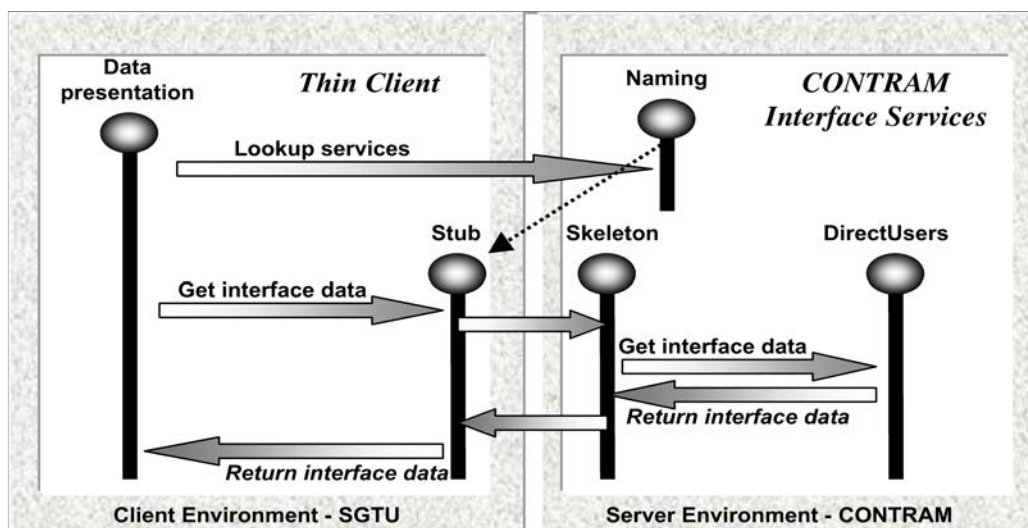 Data
presentation
Thin Client
Naming
CONTRAM
Interface Services
Lookup services
Stub
Skeleton
DirectUsers
Get interface data
Get interface data
Return interface data
Return interface data
Client Environment - SGTU
Server Environment - CONTRAM